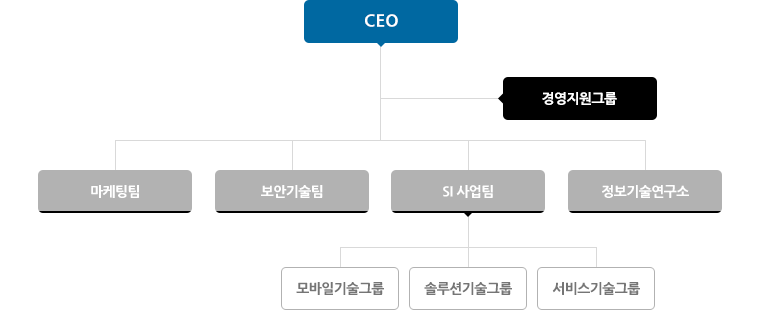 CEO
경영지원그룹
마케팅팀
보안기술팀
SI 사업팀
정보기술연구소
모바일기술그룹
솔루션기술그룹
서비스기술그룹